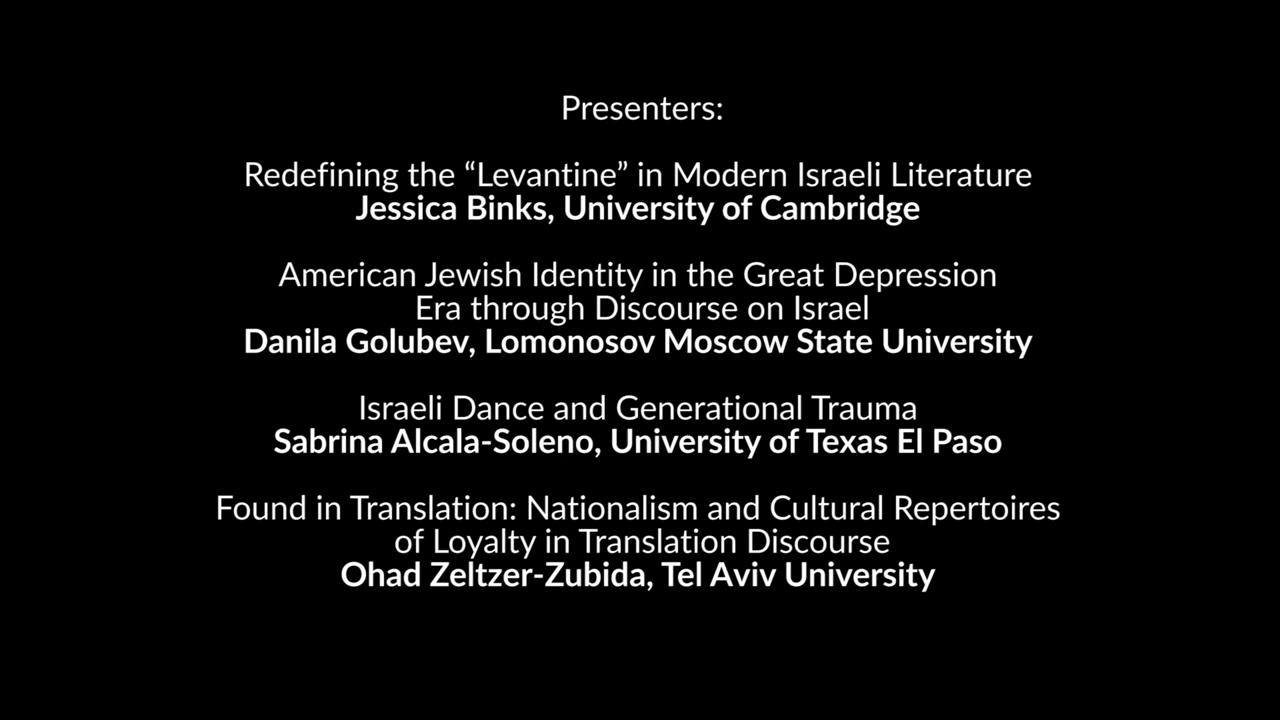 Presenters:
Redefining the “Levantine” in Modern Israeli Literature
Jessica Binks, University of Cambridge
American Jewish Identity in the Great Depression
Era through Discourse on Israel
Danila Golubev, Lomonosov Moscow State University
Israeli Dance and Generational Trauma
Sabrina Alcala-Soleno, University of Texas El Paso
Found in Translation: Nationalism and Cultural Repertoires
of Loyalty in Translation Discourse
Ohad Zeltzer-Zubida, Tel Aviv University